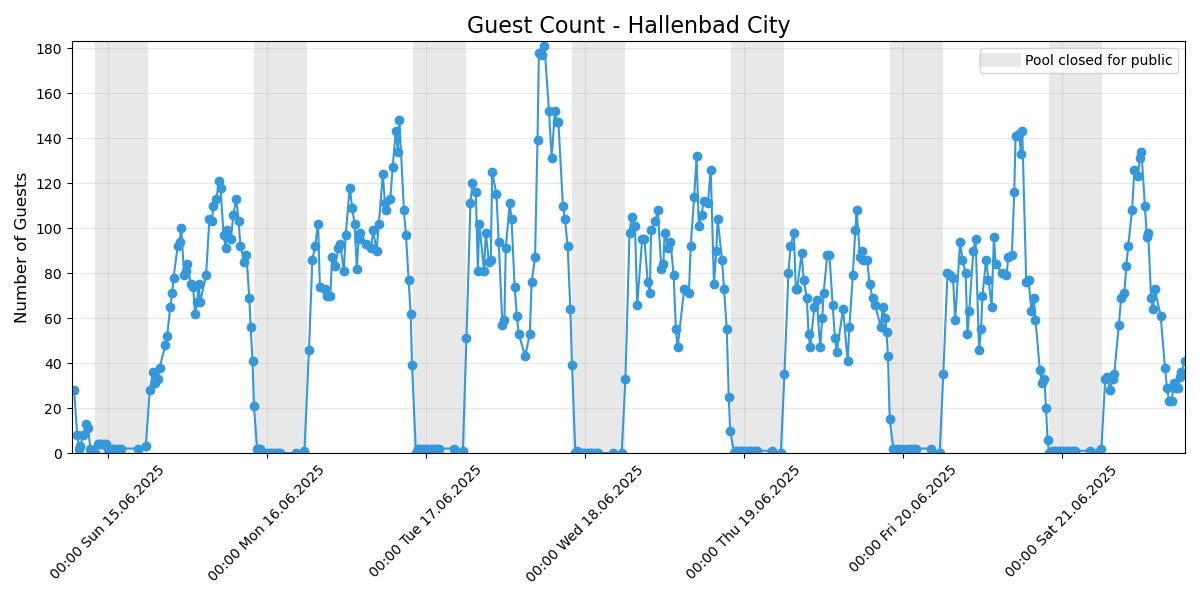 Guest Count - Hallenbad City
Pool closed for public
Number of Guests
180
160
140
120
100
80
60
40
20
0
00:00 Sun 15.06.2025
00:00 Mon 16.06.2025
00:00 Tue 17.06.2025
00:00 Wed 18.06.2025
00:00 Thu 19.06.2025
00:00 Fri 20.06.2025
00:00 Sat 21.06.2025